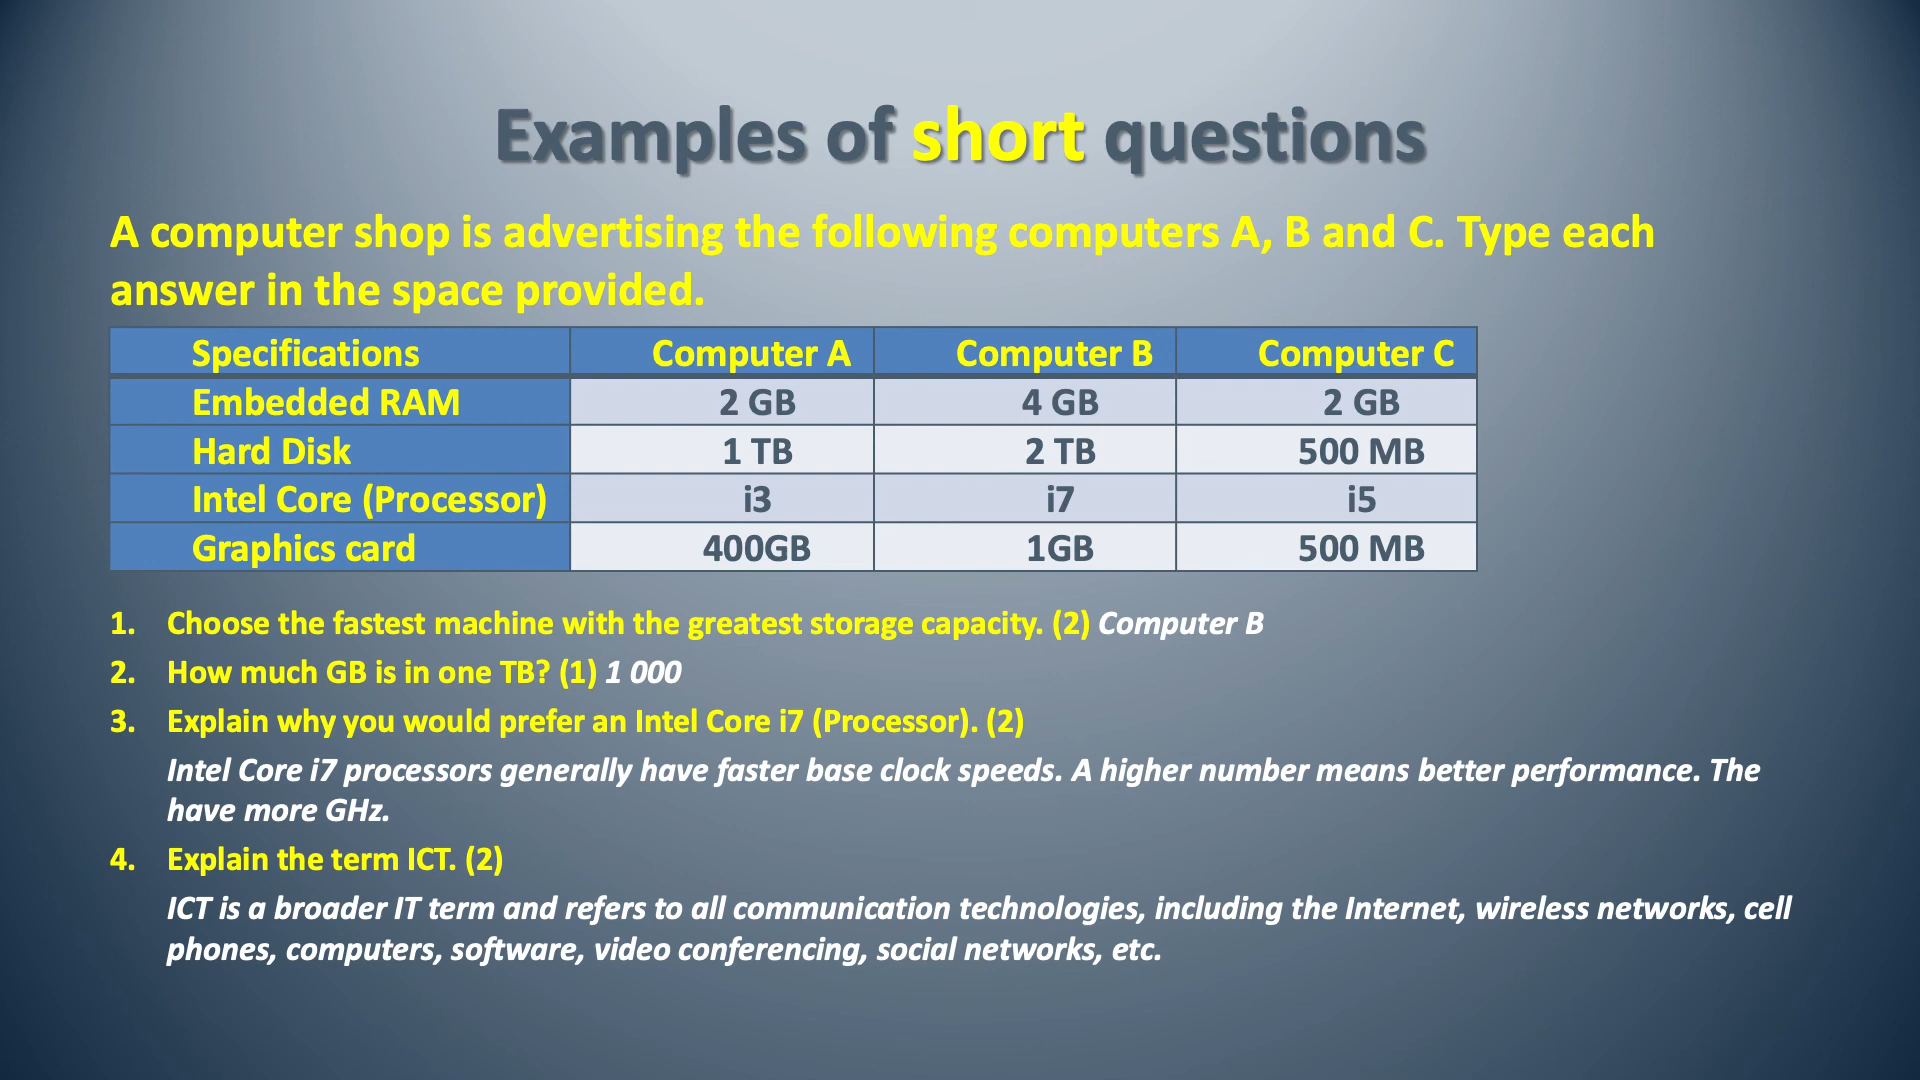 Examples of short questions
A computer shop is advertising the following computers A, B and C. Type each
answer in the space provided.
Specifications Computer A Computer B Computer C
Embedded RAM 2 GB 4 GB 2 GB
Hard Disk 1 TB 2 TB 500 MB
Intel Core (Processor) i3 i7 i5
Graphics card 400GB 1GB 500 MB
1. Choose the fastest machine with the greatest storage capacity. (2) Computer B
2. How much GB is in one TB? (1) 1 000
3. Explain why you would prefer an Intel Core i7 (Processor). (2)
Intel Core i7 processors generally have faster base clock speeds. A higher number means better performance. The
have more GHz.
4. Explain the term ICT. (2)
ICT is a broader IT term and refers to all communication technologies, including the Internet, wireless networks, cell
phones, computers, software, video conferencing, social networks, etc.